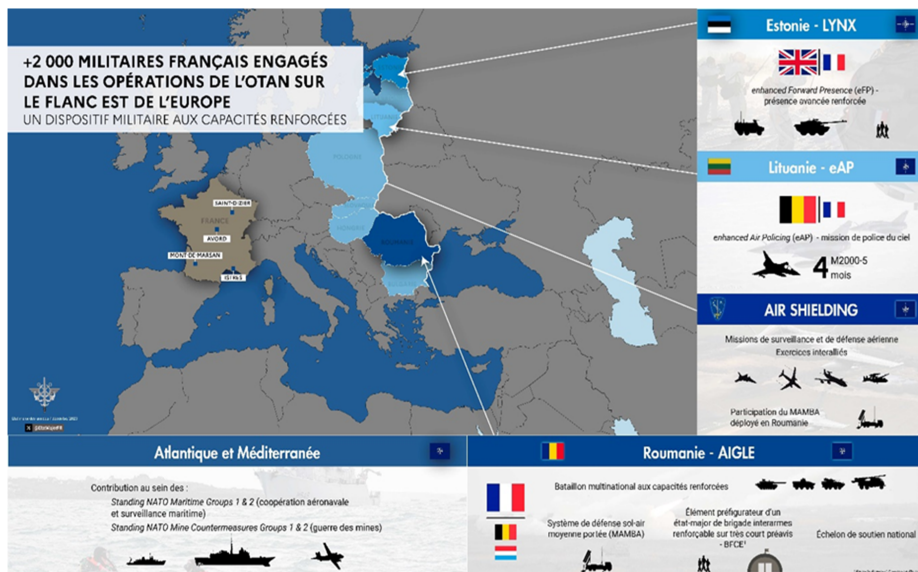 +2 000 MILITAIRES FRANÇAIS ENGAGÉS
DANS LES OPÉRATIONS DE L'OTAN SUR
LE FLANC EST DE L'EUROPE
UN DISPOSITIF MILITAIRE AUX CAPACITÉS RENFORCÉES
LITUANIE
POLOGNE
ROUMANIE
SAINT-DIZIER
FRANCE
AVORD
MONT DE MARSAN
ISTRES
Estonie - LYNX
enhanced Forward Presence (eFP) -
présence avancée renforcée
Lituanie - eAP
enhanced Air Policing (eAP) - mission de police du ciel
4 M2000-5
mois
AIR SHIELDING
Missions de surveillance et de défense aérienne
Exercices interalliés
Participation du MAMBA
déployé en Roumanie
Atlantique et Méditerranée
Contribution au sein des :
Standing NATO Maritime Groups 1 & 2 (coopération aéronavale
et surveillance maritime)
Standing NATO Mine Countermeasures Groups 1 & 2 (guerre des mines)
Roumanie - AIGLE
Bataillon multinational aux capacités renforcées
Système de défense sol-air
moyenne portée (MAMBA)
Élément préfigurateur d'un
état-major de brigade interarmes
renforçable sur très court préavis
- BFCE¹
Échelon de soutien national